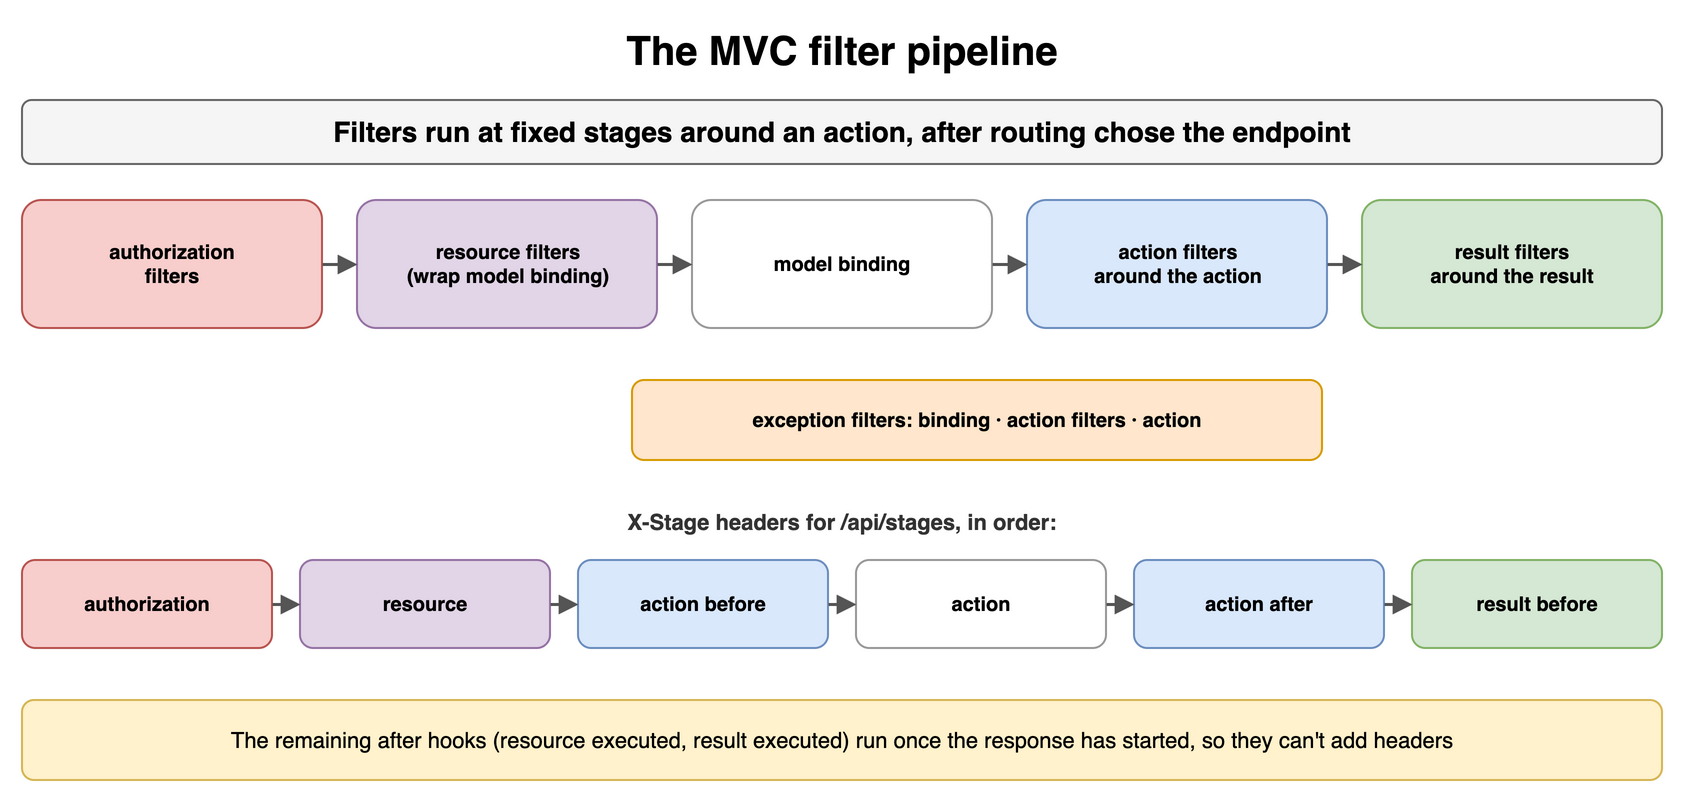 The MVC filter pipeline
Filters run at fixed stages around an action, after routing chose the endpoint
authorization
filters
resource filters
(wrap model binding)
model binding
action filters
around the action
result filters
around the result
exception filters: binding · action filters · action
X-Stage headers for /api/stages, in order:
authorization
resource
action before
action
action after
result before
The remaining after hooks (resource executed, result executed) run once the response has started, so they can't add headers